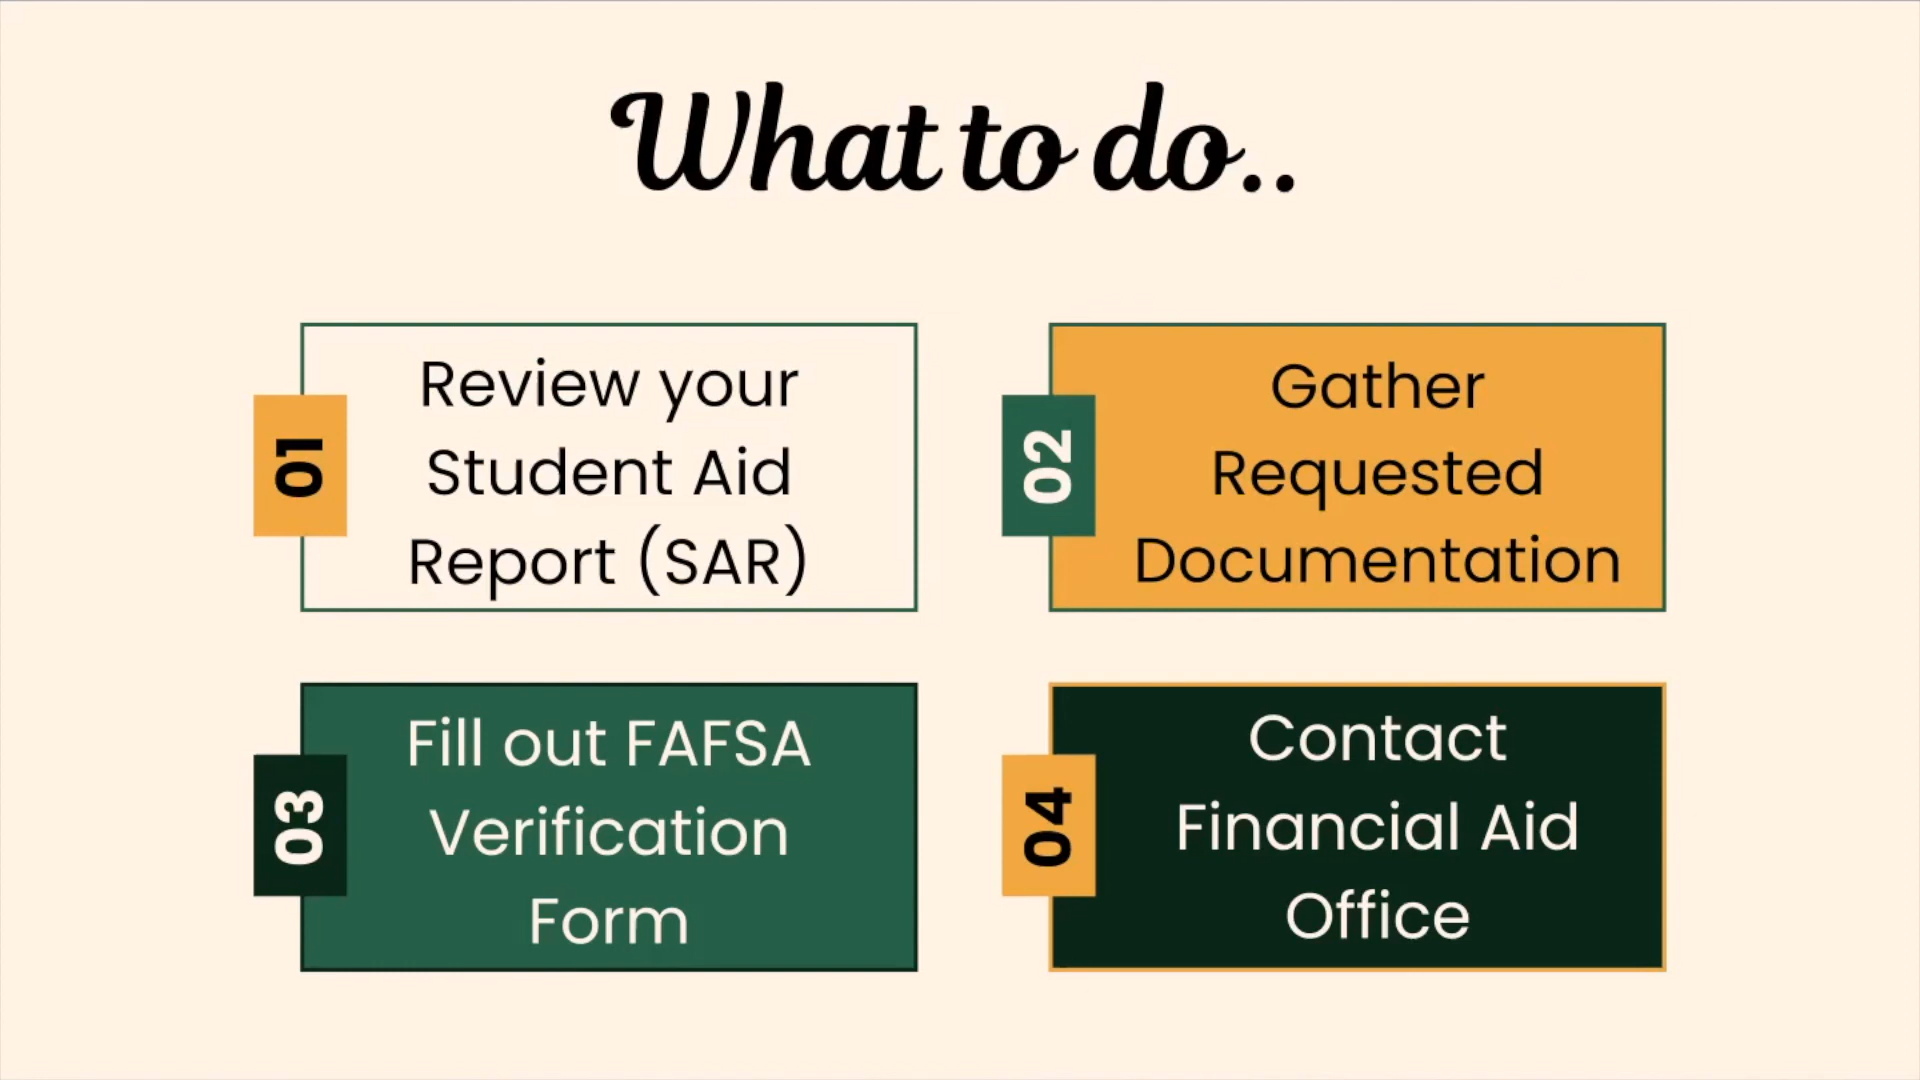 What to do..
01
Review your
Student Aid
Report (SAR)
02
Gather
Requested
Documentation
03
Fill out FAFSA
Verification
Form
04
Contact
Financial Aid
Office